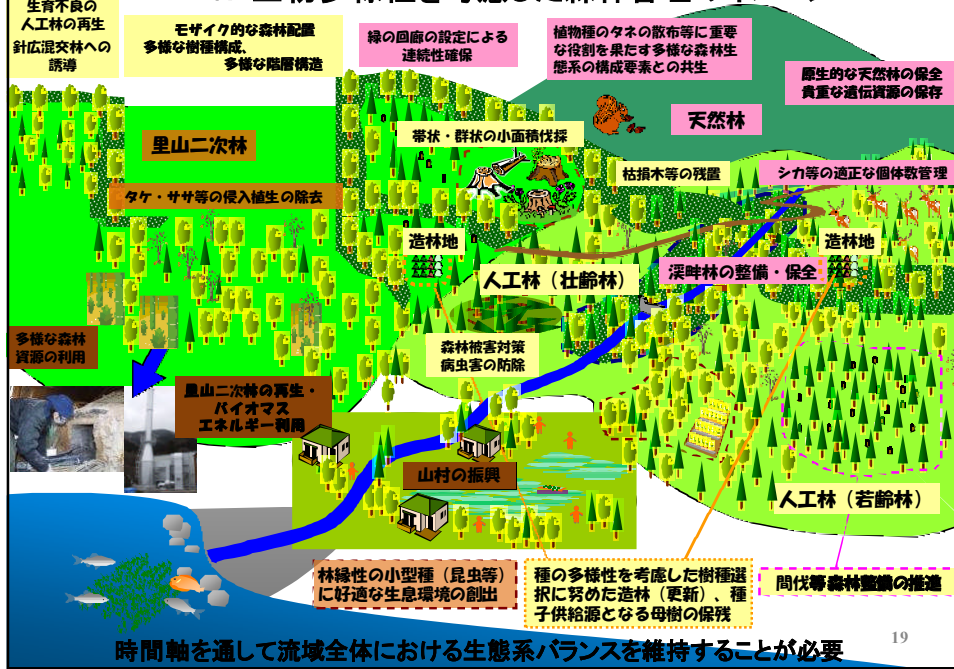 生育不良の
人工林の再生
針広混交林への
誘導
モザイク的な森林配置
多様な樹種構成、
多様な階層構造
緑の回廊の設定による
連続性確保
植物種のタネの散布等に重要
な役割を果たす多様な森林生
態系の構成要素との共生
原生的な天然林の保全
貴重な遺伝資源の保存
天然林
里山二次林
帯状・群状の小面積伐採
枯損木等の残置
シカ等の適正な個体数管理
タケ・ササ等の侵入植生の除去
造林地
造林地
人工林（壮齢林）
渓畔林の整備・保全
多様な森林
資源の利用
森林被害対策
病虫害の防除
里山二次林の再生・
バイオマス
エネルギー利用
山村の振興
人工林（若齢林）
林縁性の小型種（昆虫等）
に好適な生息環境の創出
種の多様性を考慮した樹種選
択に努めた造林（更新）、種
子供給源となる母樹の保残
間伐等森林整備の推進
時間軸を通して流域全体における生態系バランスを維持することが必要
19